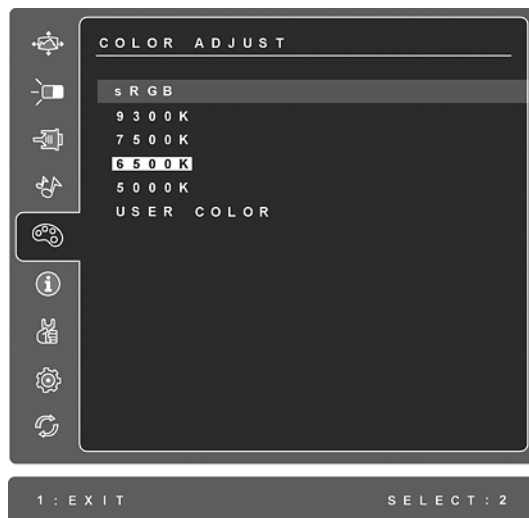 COLOR ADJUST
sRGB
9300K
7500K
6500K
5000K
USER COLOR
1:EXIT SELECT:2